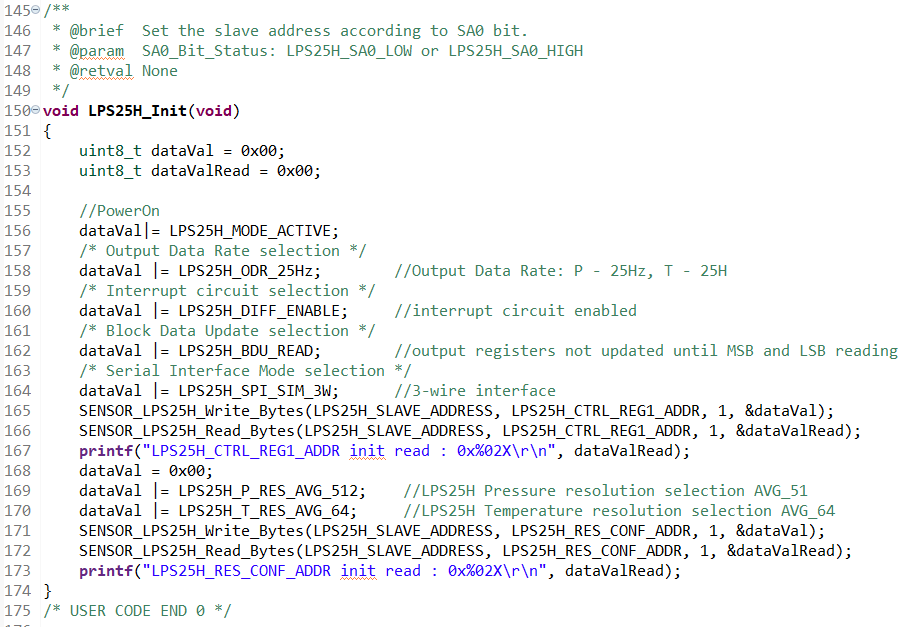 145 /**
146  * @brief  Set the slave address according to SA0 bit.
147  * @param  SA0_Bit_Status: LPS25H_SA0_LOW or LPS25H_SA0_HIGH
148  * @retval None
149  */
150 void LPS25H_Init(void)
151 {
152     uint8_t dataVal = 0x00;
153     uint8_t dataValRead = 0x00;
154
155     //PowerOn
156     dataVal|= LPS25H_MODE_ACTIVE;
157     /* Output Data Rate selection */
158     dataVal |= LPS25H_ODR_25Hz;        //Output Data Rate: P - 25Hz, T - 25H
159     /* Interrupt circuit selection */
160     dataVal |= LPS25H_DIFF_ENABLE;     //interrupt circuit enabled
161     /* Block Data Update selection */
162     dataVal |= LPS25H_BDU_READ;        //output registers not updated until MSB and LSB reading
163     /* Serial Interface Mode selection */
164     dataVal |= LPS25H_SPI_SIM_3W;      //3-wire interface
165     SENSOR_LPS25H_Write_Bytes(LPS25H_SLAVE_ADDRESS, LPS25H_CTRL_REG1_ADDR, 1, &dataVal);
166     SENSOR_LPS25H_Read_Bytes(LPS25H_SLAVE_ADDRESS, LPS25H_CTRL_REG1_ADDR, 1, &dataValRead);
167     printf("LPS25H_CTRL_REG1_ADDR init read : 0x%02X\r\n", dataValRead);
168     dataVal = 0x00;
169     dataVal |= LPS25H_P_RES_AVG_512;    //LPS25H Pressure resolution selection AVG_51
170     dataVal |= LPS25H_T_RES_AVG_64;     //LPS25H Temperature resolution selection AVG_64
171     SENSOR_LPS25H_Write_Bytes(LPS25H_SLAVE_ADDRESS, LPS25H_RES_CONF_ADDR, 1, &dataVal);
172     SENSOR_LPS25H_Read_Bytes(LPS25H_SLAVE_ADDRESS, LPS25H_RES_CONF_ADDR, 1, &dataValRead);
173     printf("LPS25H_RES_CONF_ADDR init read : 0x%02X\r\n", dataValRead);
174 }
175 /* USER CODE END 0 */